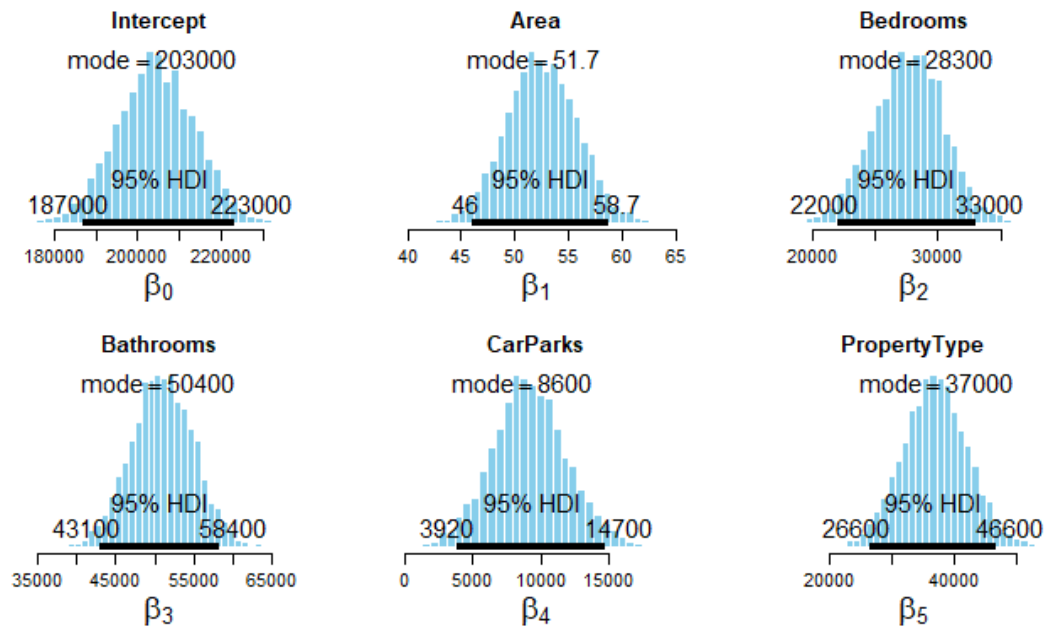 Intercept
mode = 203000
95% HDI
187000 223000
180000 200000 220000
β0
Area
mode = 51.7
95% HDI
46 58.7
40 45 50 55 60 65
β1
Bedrooms
mode = 28300
95% HDI
22000 33000
20000 30000
β2
Bathrooms
mode = 50400
95% HDI
43100 58400
35000 45000 55000 65000
β3
CarParks
mode = 8600
95% HDI
3920 14700
0 5000 10000 15000
β4
PropertyType
mode = 37000
95% HDI
26600 46600
20000 40000
β5